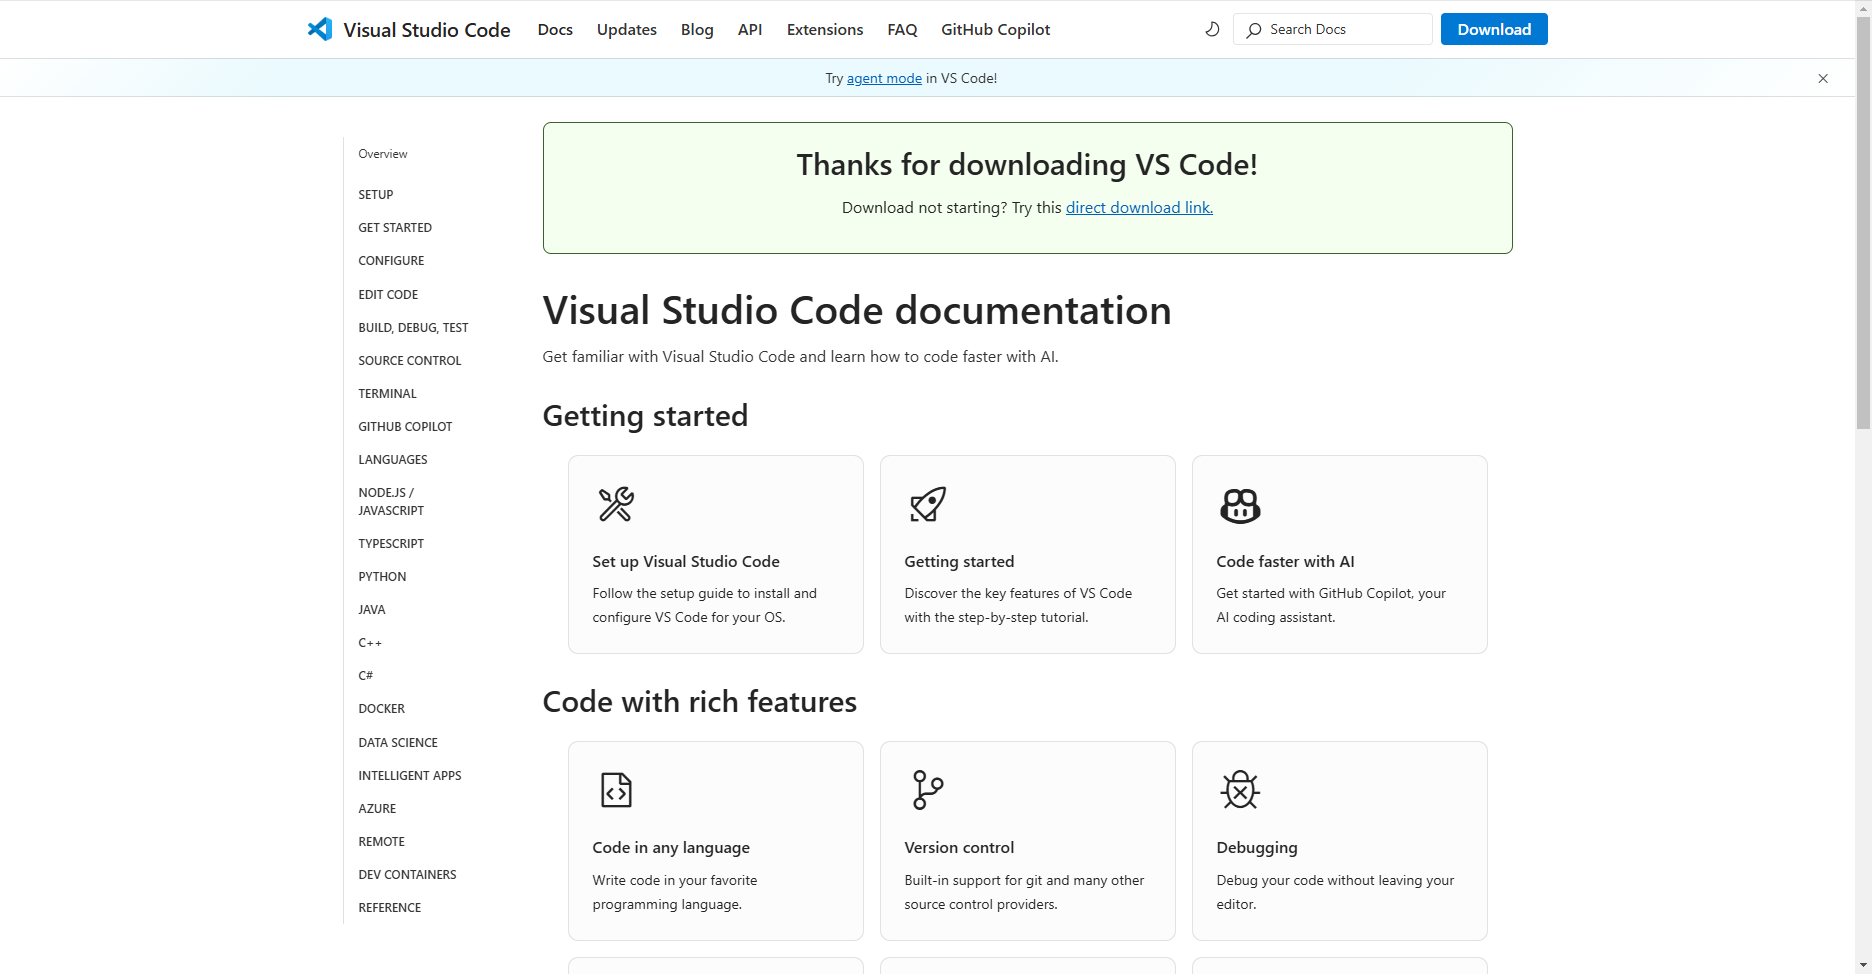 Visual Studio Code
Docs
Updates
Blog
API
Extensions
FAQ
GitHub Copilot
Search Docs
Download
Try agent mode in VS Code!
Overview
SETUP
GET STARTED
CONFIGURE
EDIT CODE
BUILD, DEBUG, TEST
SOURCE CONTROL
TERMINAL
GITHUB COPILOT
LANGUAGES
NODE.JS /
JAVASCRIPT
TYPESCRIPT
PYTHON
JAVA
C++
C#
DOCKER
DATA SCIENCE
INTELLIGENT APPS
AZURE
REMOTE
DEV CONTAINERS
REFERENCE
Thanks for downloading VS Code!
Download not starting? Try this direct download link.
Visual Studio Code documentation
Get familiar with Visual Studio Code and learn how to code faster with AI.
Getting started
Set up Visual Studio Code
Follow the setup guide to install and
configure VS Code for your OS.
Getting started
Discover the key features of VS Code
with the step-by-step tutorial.
Code faster with AI
Get started with GitHub Copilot, your
AI coding assistant.
Code with rich features
Code in any language
Write code in your favorite
programming language.
Version control
Built-in support for git and many other
source control providers.
Debugging
Debug your code without leaving your
editor.